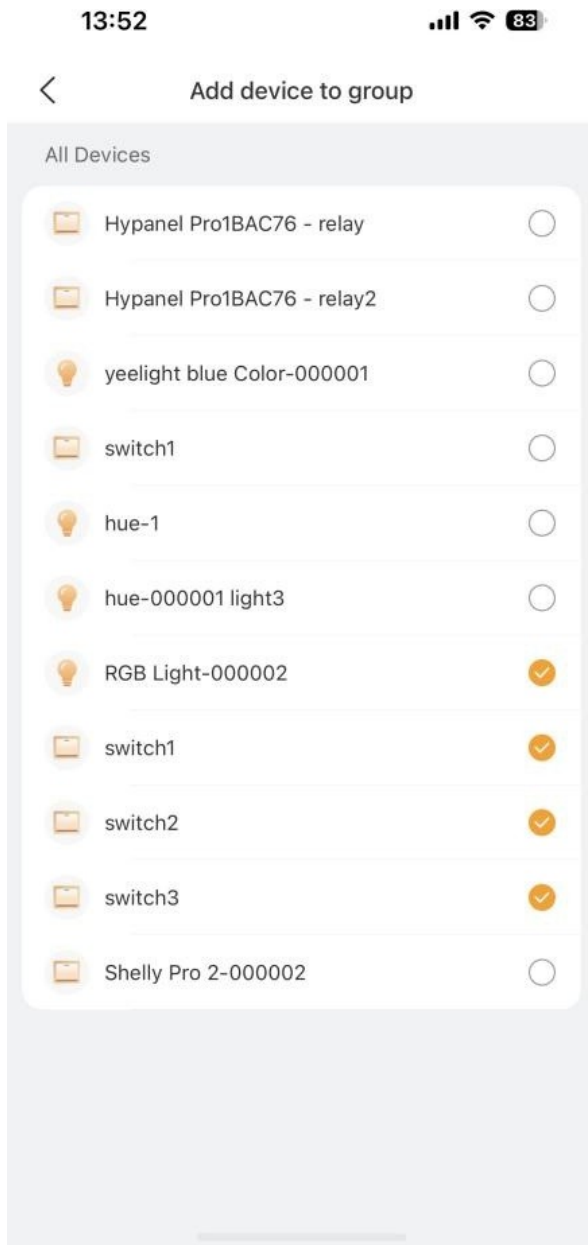 13:52
83
Add device to group
All Devices
Hypanel Pro1BAC76 - relay
Hypanel Pro1BAC76 - relay2
yeelight blue Color-000001
switch1
hue-1
hue-000001 light3
RGB Light-000002
switch1
switch2
switch3
Shelly Pro 2-000002